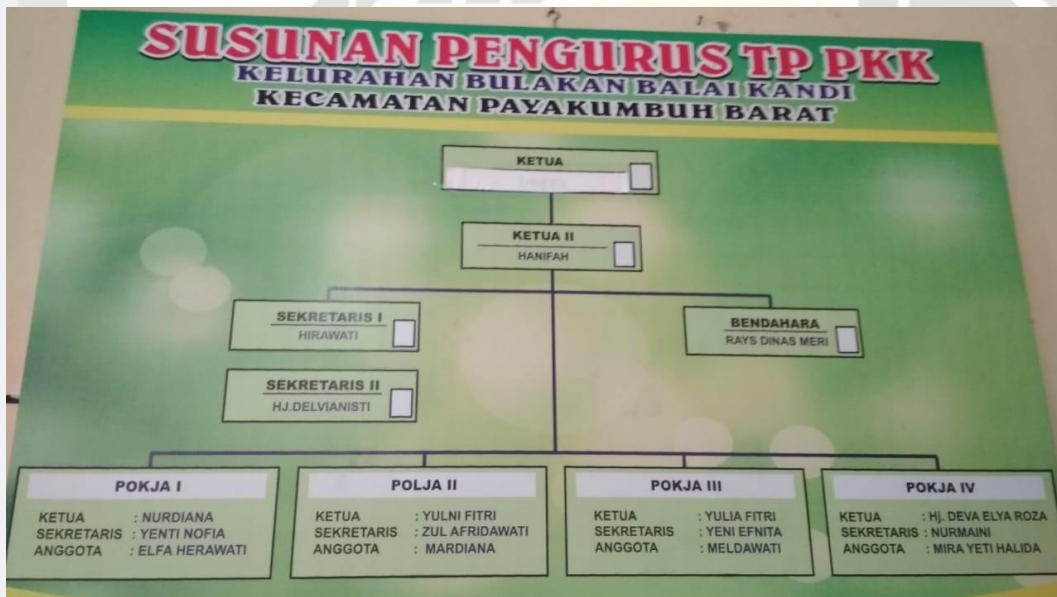 SUSUNAN PENGURUS TP PKK
KELURAHAN BULAKAN BALAI KANDI
KECAMATAN PAYAKUMBUH BARAT
KETUA
KETUA II
HANIFAH
SEKRETARIS I
HIRAWATI
BENDAHARA
RAYS DINAS MERI
SEKRETARIS II
HJ.DELVIANISTI
POKJA I
KETUA : NURDIANA
SEKRETARIS : YENTI NOFIA
ANGGOTA : ELFA HERAWATI
POLJA II
KETUA : YULNI FITRI
SEKRETARIS : ZUL AFRIDAWATI
ANGGOTA : MARDIANA
POKJA III
KETUA : YULIA FITRI
SEKRETARIS : YENI EFNITA
ANGGOTA : MELDAWATI
POKJA IV
KETUA : Hj. DEVA ELYA ROZA
SEKRETARIS : NURMAINI
ANGGOTA : MIRA YETI HALIDA